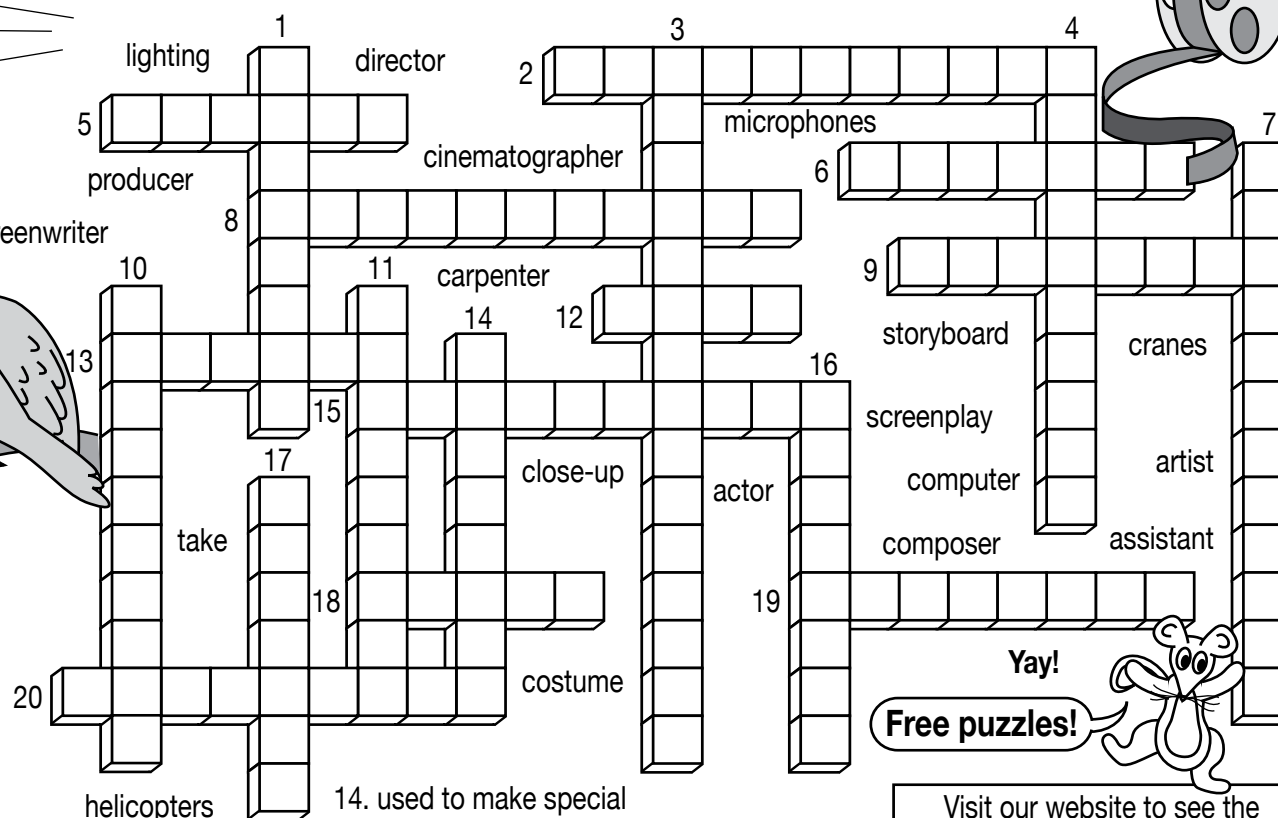 1
3
4
lighting
director
2
5
microphones
7
cinematographer
6
producer
8
eenwriter
10
11
carpenter
9
12
14
storyboard
cranes
13
16
15
screenplay
17
close-up
computer
artist
actor
take
composer
assistant
18
19
Yay!
costume
20
Free puzzles!
helicopters
14. used to make special
Visit our website to see the